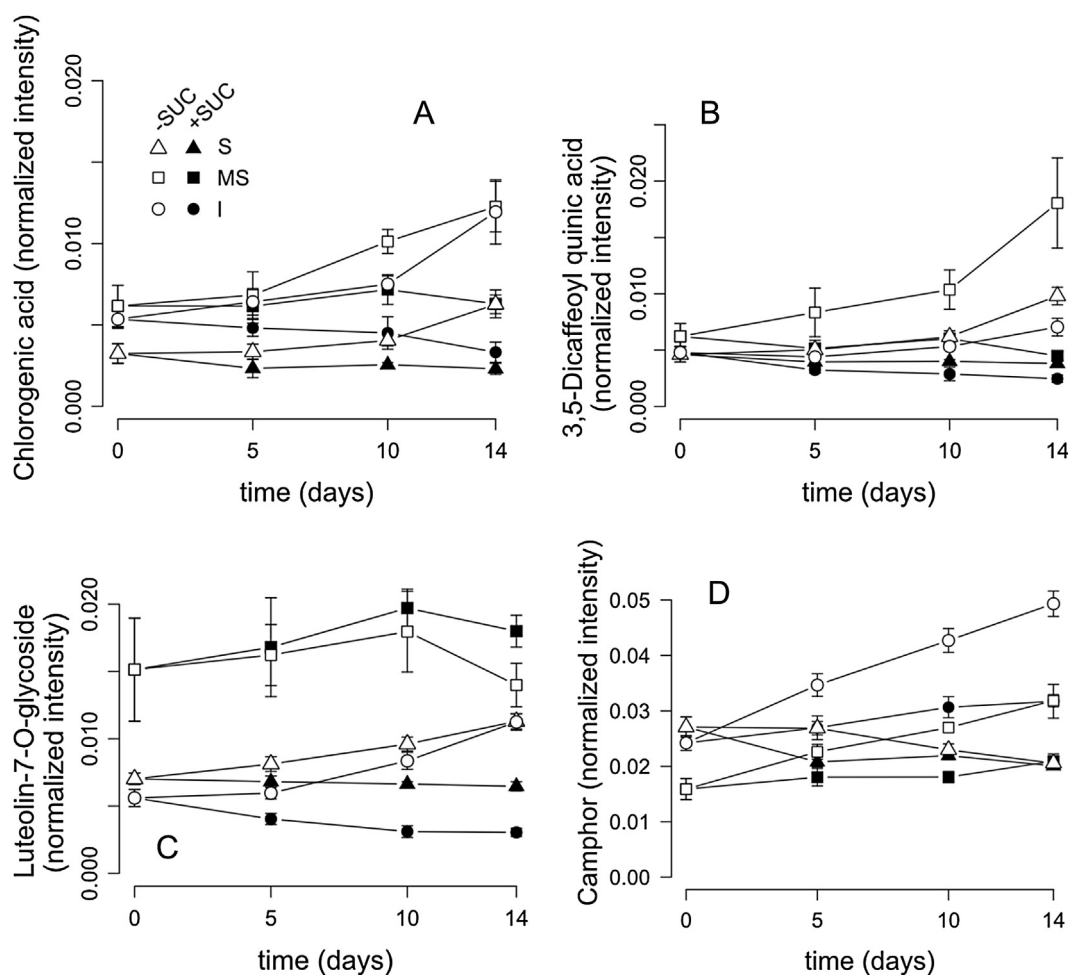 A
Chlorogenic acid (normalized intensity)
0.020
0.010
0.000
-SUC
+SUC
S
MS
I
0
5
10
14
time (days)
B
3,5-Dicaffeoyl quinic acid
(normalized intensity)
0.020
0.010
0.000
0
5
10
14
time (days)
C
Luteolin-7-O-glycoside
(normalized intensity)
0.020
0.010
0.000
0
5
10
14
time (days)
D
Camphor (normalized intensity)
0.05
0.04
0.03
0.02
0.01
0.00
0
5
10
14
time (days)